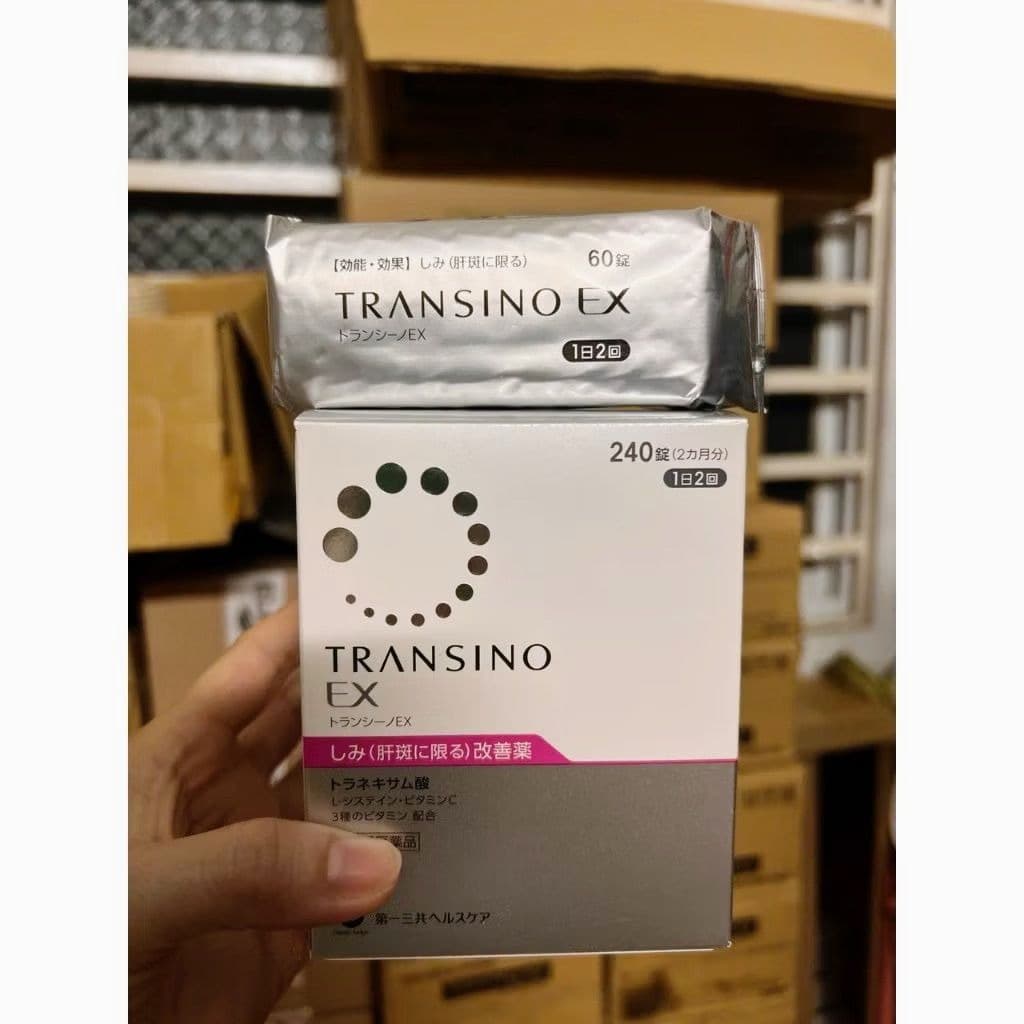 【効能・効果】しみ(肝斑に限る) 60錠
TRANSINO EX
トランシーノEX
1日2回
240錠(2カ月分)
1日2回
TRANSINO
EX
トランシーノEX
しみ(肝斑に限る)改善薬
トラネキサム酸
L-システイン・ビタミンC
3種のビタミン 配合
医薬品
第一三共ヘルスケア